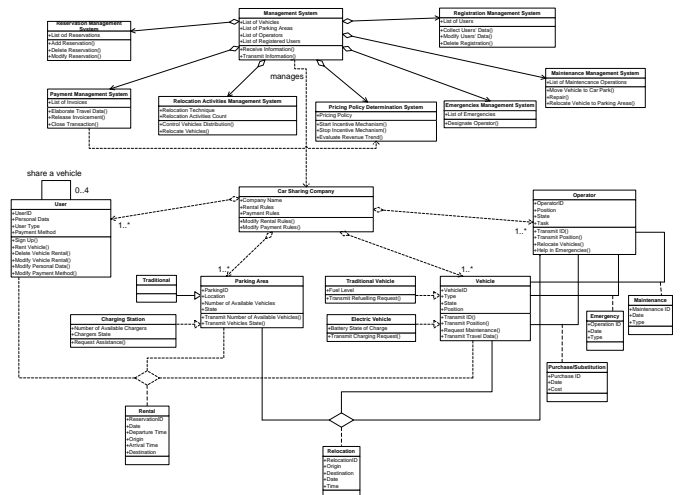 Management System
+List of Vehicles
+List of Parking Areas
+List of Operators
+List of Registered Users
+Receive Information()
+Transmit Information()
Reservation Management
System
+List od Reservations
+Add Reservation()
+Delete Reservation()
+Modify Reservation()
Registration Management System
+List of Users
+Collect Users' Data()
+Modify Users' Data()
+Delete Registration()
manages
Payment Management System
+List of Invoices
+Elaborate Travel Data()
+Release Invoicement()
+Close Transaction()
Relocation Activities Management System
+Relocation Technique
+Relocation Activities Count
+Control Vehicles Distribution()
+Relocate Vehicles()
Pricing Policy Determination System
+Pricing Policy
+Start Incentive Mechanism()
+Stop Incentive Mechanism()
+Evaluate Revenue Trend()
Emergencies Management System
+List of Emergencies
+Designate Operator()
Maintenance Management System
+List of Maintencance Operations
+Move Vehicle to Car Park()
+Repair()
+Relocate Vehicle to Parking Areas()
share a vehicle
0..4
User
+UserID
+Personal Data
+User Type
+Payment Method
+Sign Up()
+Rent Vehicle()
+Delete Vehicle Rental()
+Modify Vehicle Rental()
+Modify Personal Data()
+Modify Payment Method()
1..*
Car Sharing Company
+Company Name
+Rental Rules
+Payment Rules
+Modify Rental Rules()
+Modify Payment Rules()
1..*
Operator
+OperatorID
+Position
+State
+Task
+Transmit ID()
+Transmit Position()
+Relocate Vehicles()
+Help in Emergencies()
1..*
1..*
Traditional
Parking Area
+ParkingID
+Location
+Number of Available Vehicles
+State
+Transmit Number of Available Vehicles()
+Transmit Vehicles State()
Charging Station
+Number of Available Chargers
+Chargers State
+Request Assistance()
Traditional Vehicle
+Fuel Level
+Transmit Refuelling Request()
Electric Vehicle
+Battery State of Charge
+Transmit Charging Request()
Vehicle
+VehicleID
+Type
+State
+Position
+Transmit ID()
+Transmit Position()
+Request Maintenance()
+Transmit Travel Data()
Maintenance
+Maintenance ID
+Date
+Type
Emergency
+Operation ID
+Date
+Type
Purchase/Substitution
+Purchase ID
+Date
+Cost
Rental
+ReservationID
+Date
+Departure Time
+Origin
+Arrival Time
+Destination
Relocation
+RelocationID
+Origin
+Destination
+Date
+Time